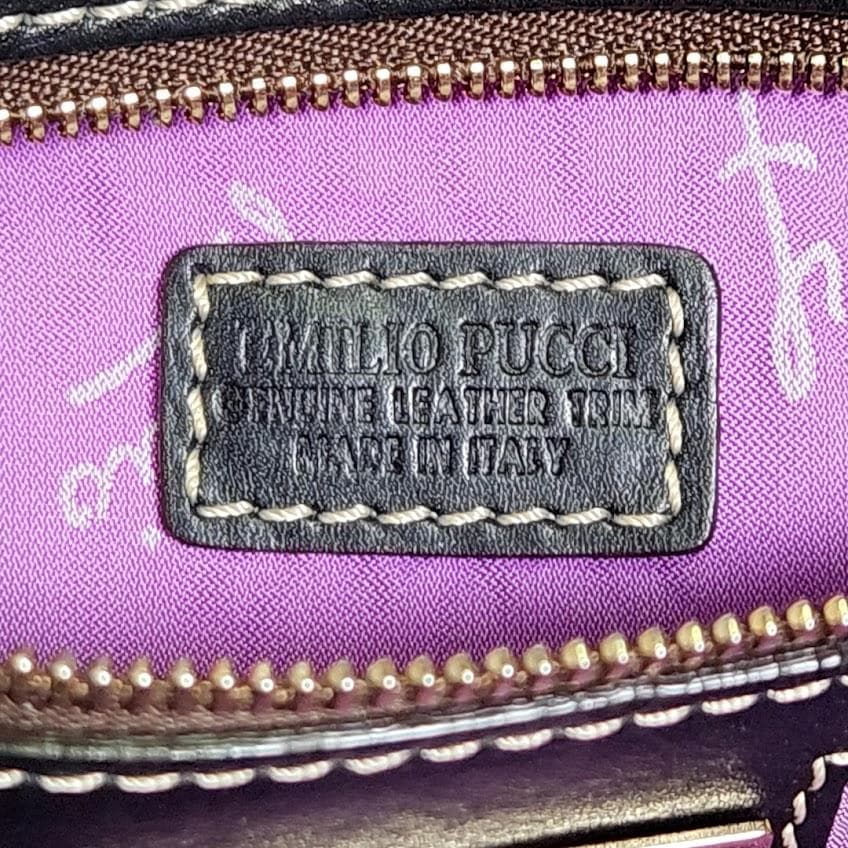 EMILIO PUCCI
GENUINE LEATHER TRIM
MADE IN ITALY